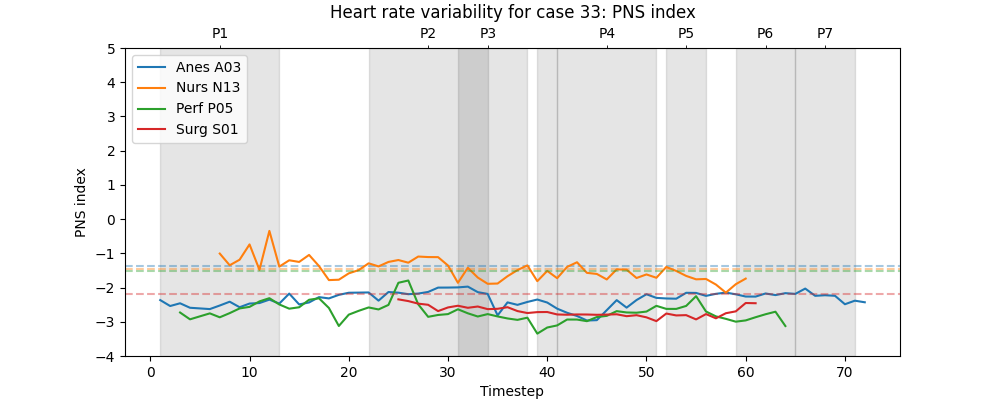 Heart rate variability for case 33: PNS index
P1 P2 P3 P4 P5 P6 P7
Anes A03
Nurs N13
Perf P05
Surg S01
PNS index
5
4
3
2
1
0
−1
−2
−3
−4
0 10 20 30 40 50 60 70
Timestep